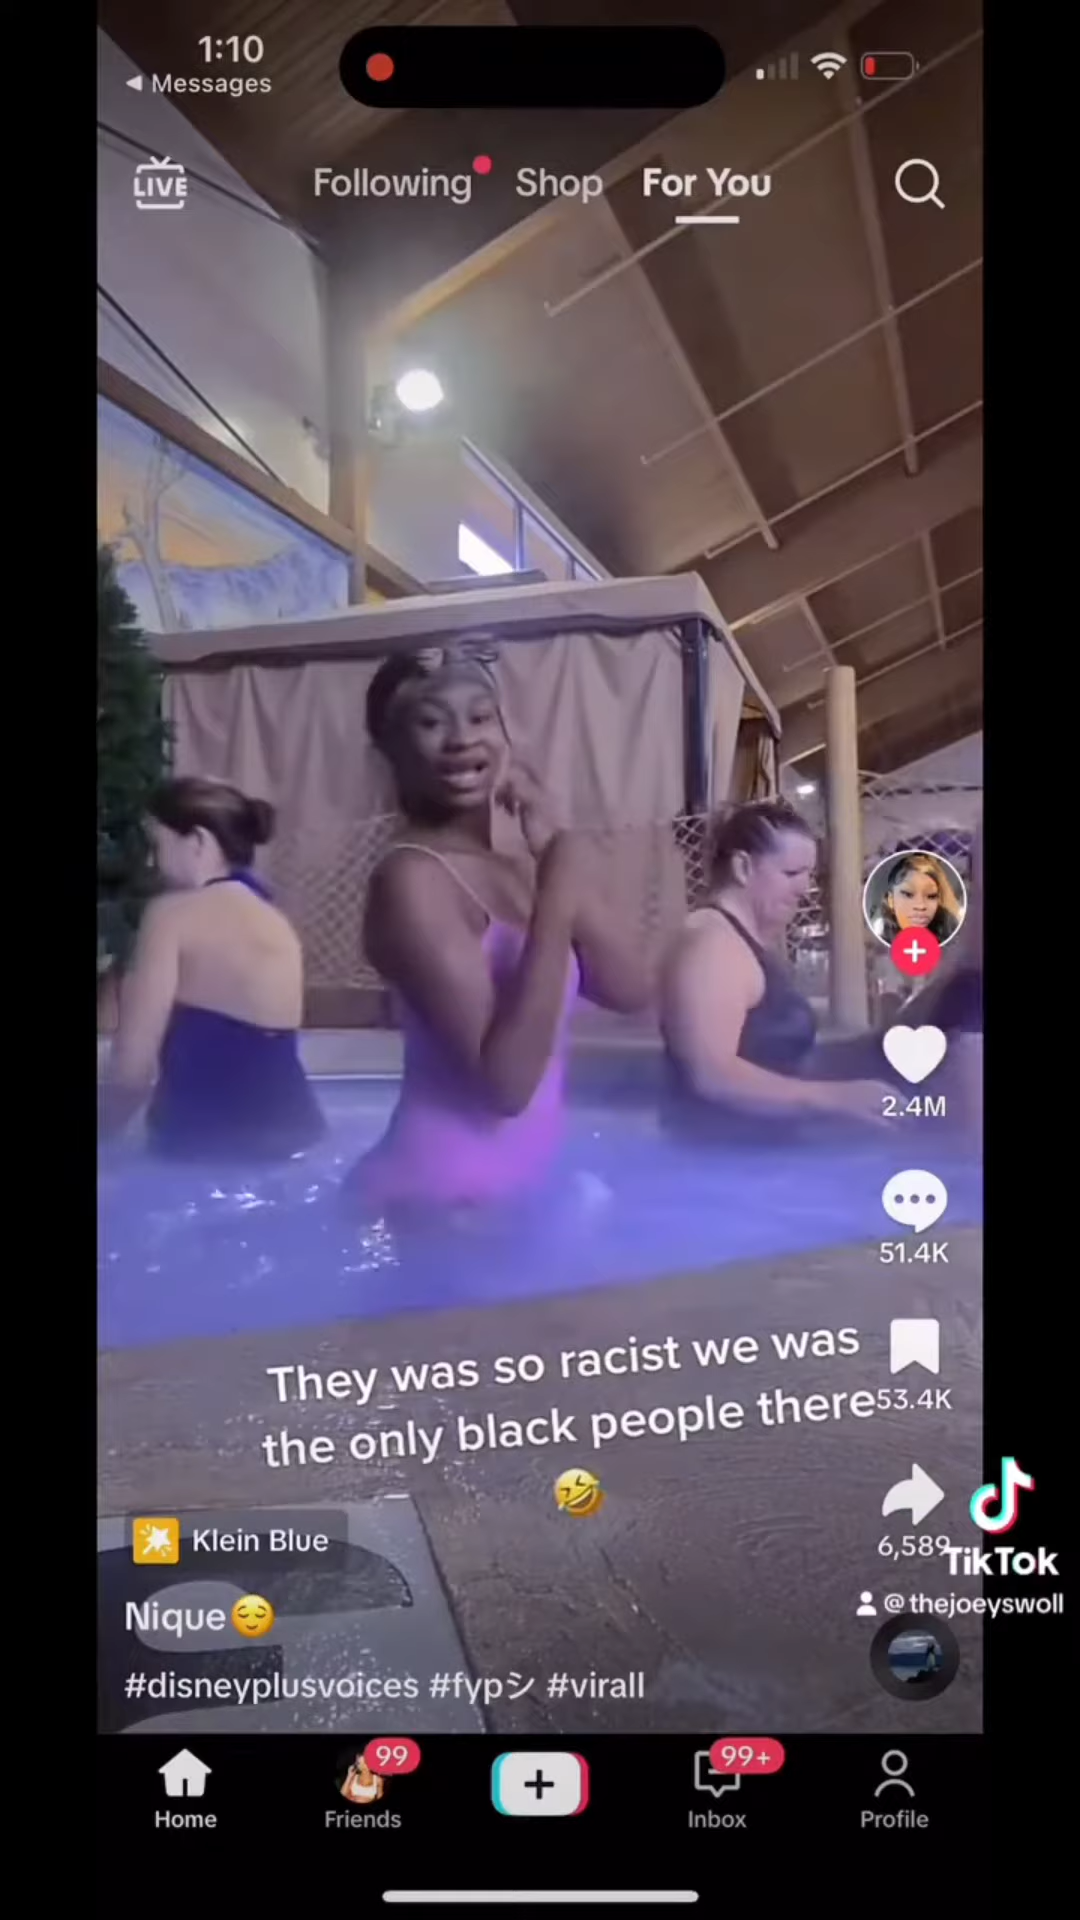 1:10
◀ Messages
LIVE
Following Shop For You
2.4M
51.4K
They was so racist we was
the only black people there
🤣
53.4K
6,589
TikTok
@thejoeyswoll
Klein Blue
Nique😌
#disneyplusvoices #fypシ #virall
99
99+
Home Friends Inbox Profile